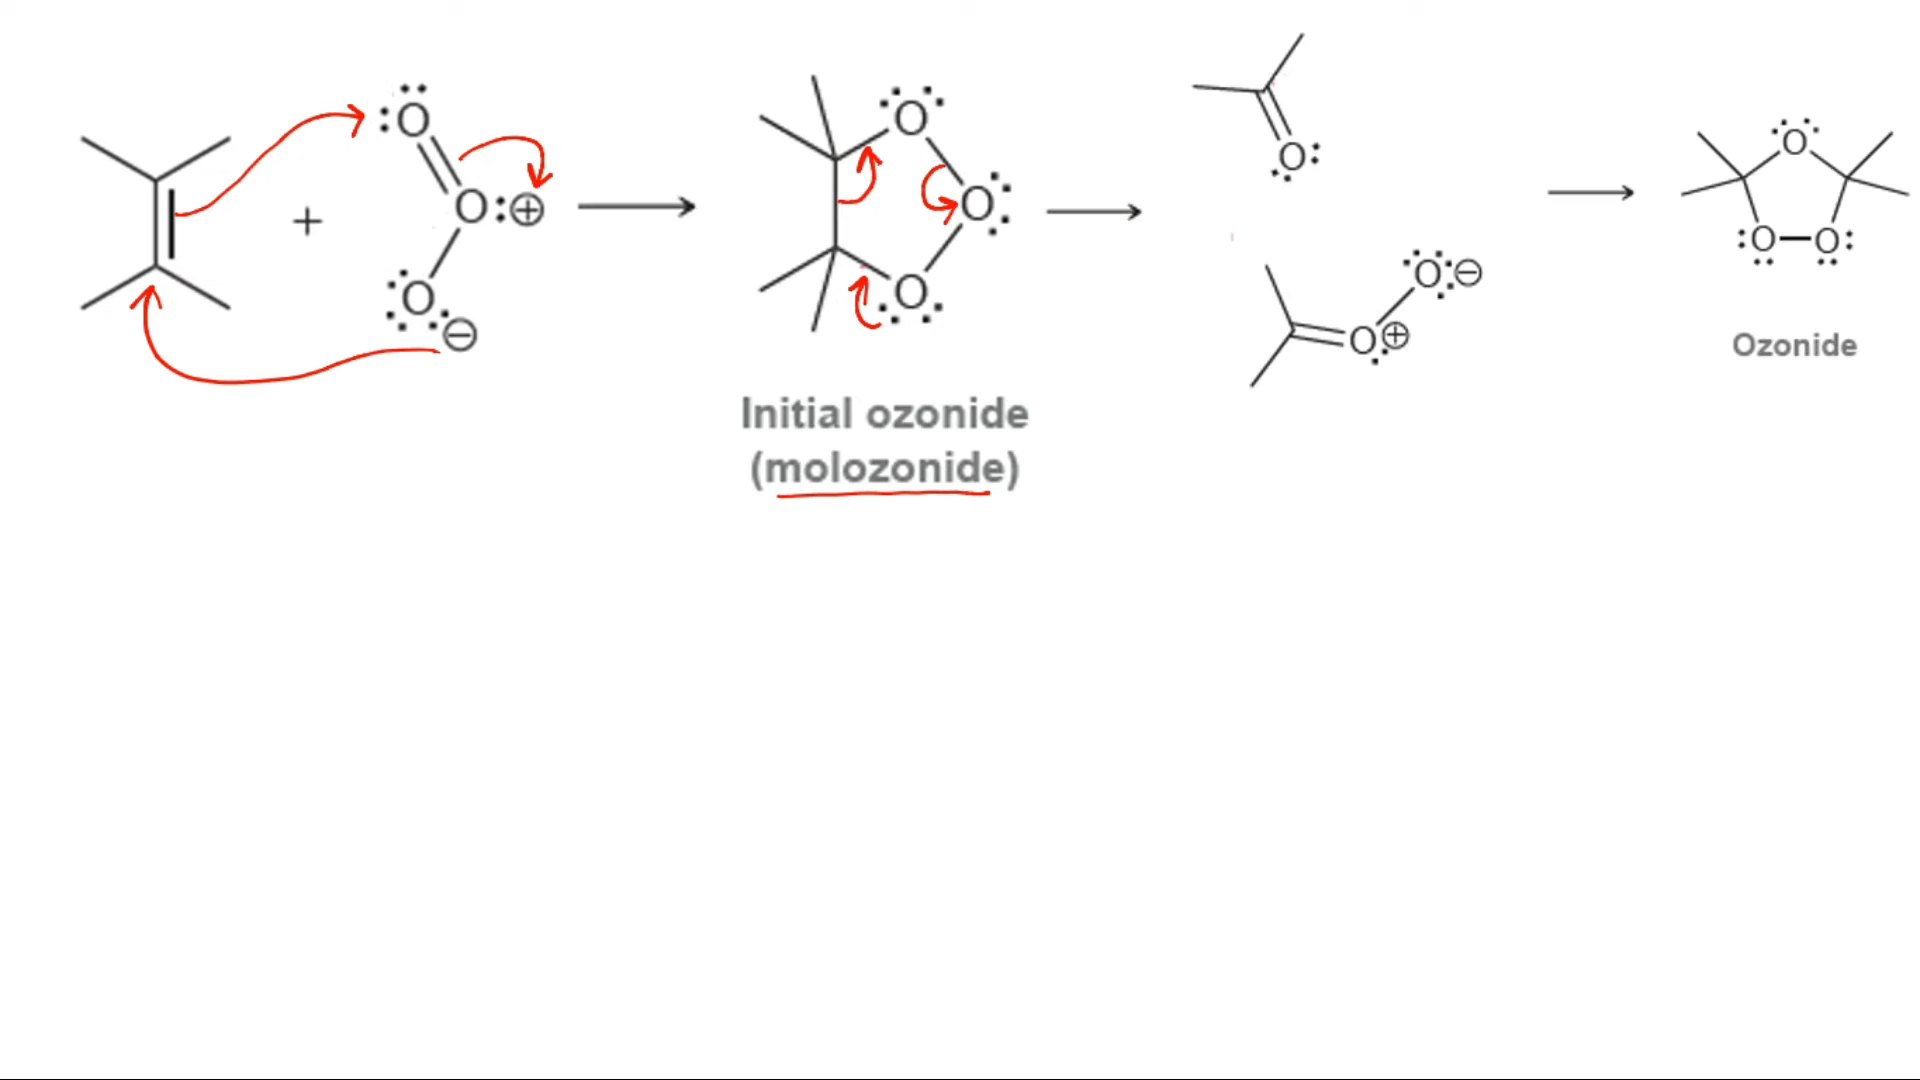 :O
+
O:⊕
O
⊖
O
O
O
Initial ozonide
(molozonide)
O:
O:⊖
O⊕
O
:O—O:
Ozonide